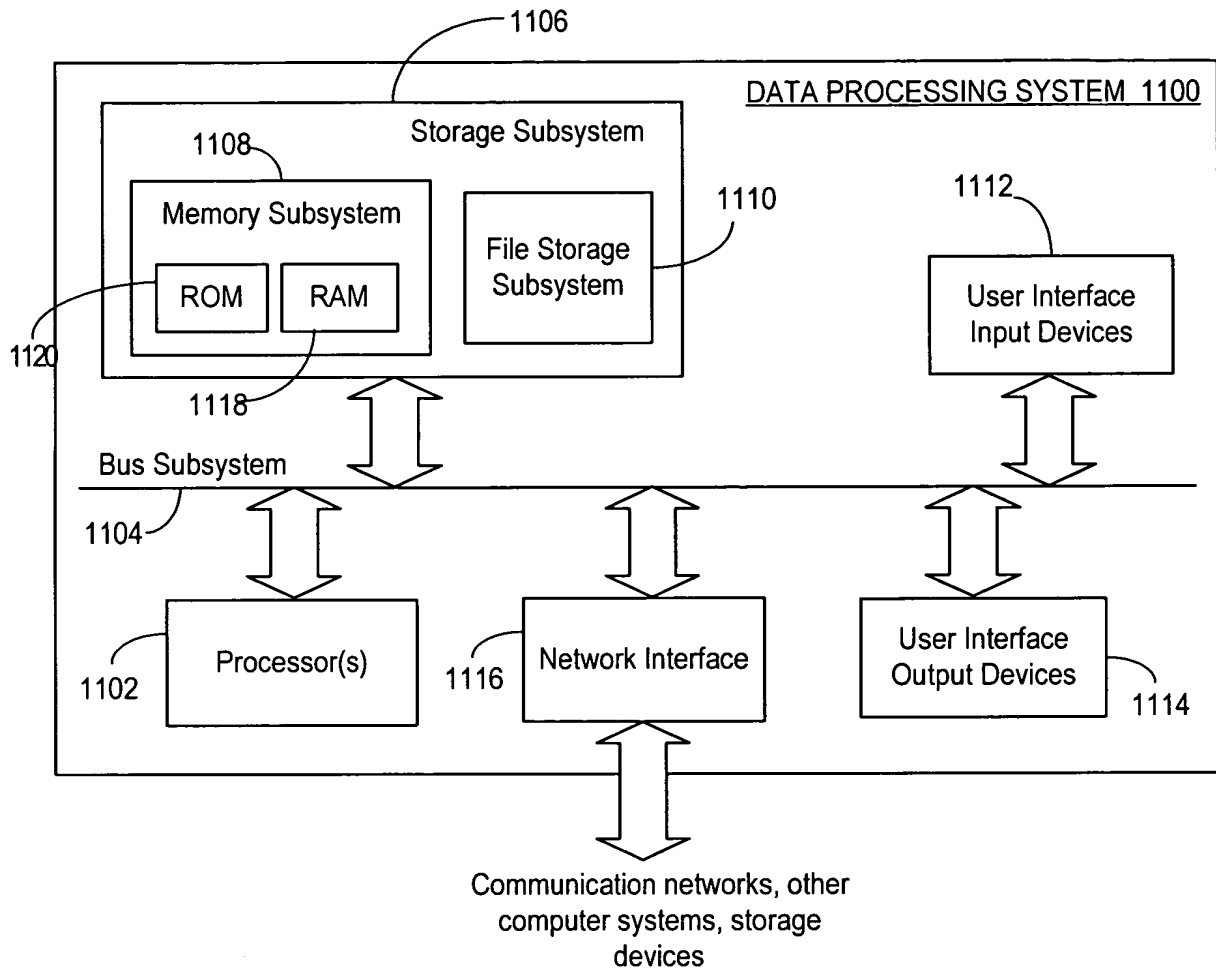 1106
DATA PROCESSING SYSTEM 1100
Storage Subsystem
1108
Memory Subsystem
ROM
RAM
1120
1118
File Storage
Subsystem
1110
1112
User Interface
Input Devices
Bus Subsystem
1104
Processor(s)
1102
Network Interface
1116
User Interface
Output Devices
1114
Communication networks, other
computer systems, storage
devices